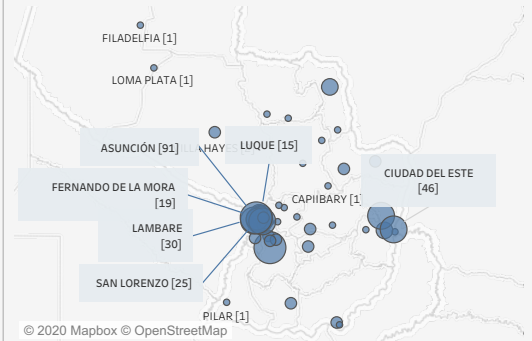 FILADELFIA [1]
LOMA PLATA [1]
ASUNCIÓN [91]
LUQUE [15]
FERNANDO DE LA MORA
[19]
CIUDAD DEL ESTE
[46]
CAPIIBARY [1]
LAMBARE
[30]
SAN LORENZO [25]
PILAR [1]
© 2020 Mapbox © OpenStreetMap